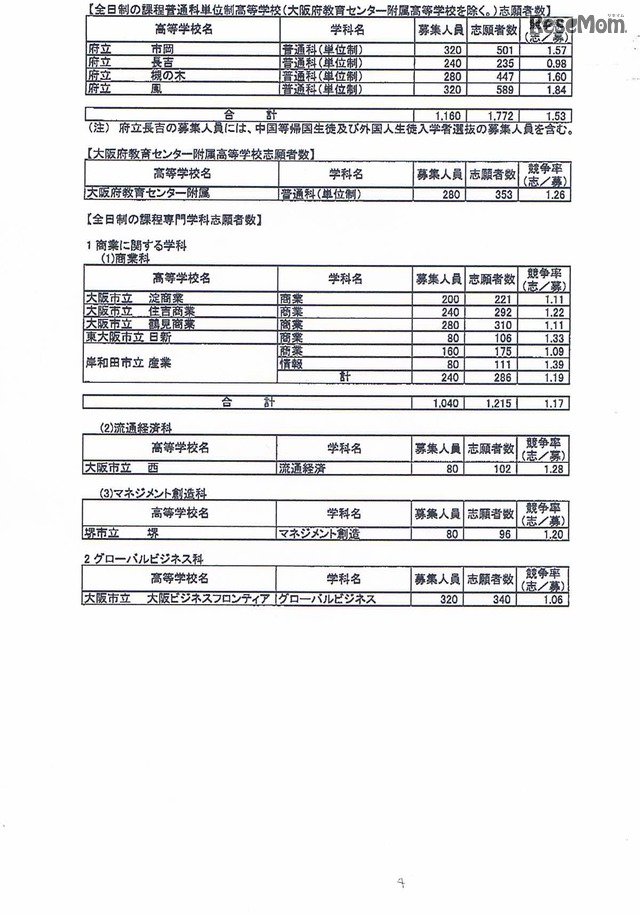 【全日制の課程普通科単位制高等学校(大阪府教育センター附属高等学校を除く。)志願者数】
リセマム
ReseMom
高等学校名 学科名 募集人員 志願者数 競争率(志/募)
府立 市岡 普通科(単位制) 320 501 1.57
府立 長吉 普通科(単位制) 240 235 0.98
府立 槻の木 普通科(単位制) 280 447 1.60
府立 鳳 普通科(単位制) 320 589 1.84
合 計 1,160 1,772 1.53
(注) 府立長吉の募集人員には、中国等帰国生徒及び外国人生徒入学者選抜の募集人員を含む。
【大阪府教育センター附属高等学校志願者数】
高等学校名 学科名 募集人員 志願者数 競争率(志/募)
大阪府教育センター附属 普通科(単位制) 280 353 1.26
【全日制の課程専門学科志願者数】
1 商業に関する学科
(1)商業科
高等学校名 学科名 募集人員 志願者数 競争率(志/募)
大阪市立 淀商業 商業 200 221 1.11
大阪市立 住吉商業 商業 240 292 1.22
大阪市立 鶴見商業 商業 280 310 1.11
東大阪市立 日新 商業 80 106 1.33
岸和田市立 産業 商業 160 175 1.09
情報 80 111 1.39
計 240 286 1.19
合 計 1,040 1,215 1.17
(2)流通経済科
高等学校名 学科名 募集人員 志願者数 競争率(志/募)
大阪市立 西 流通経済 80 102 1.28
(3)マネジメント創造科
高等学校名 学科名 募集人員 志願者数 競争率(志/募)
堺市立 堺 マネジメント創造 80 96 1.20
2 グローバルビジネス科
高等学校名 学科名 募集人員 志願者数 競争率(志/募)
大阪市立 大阪ビジネスフロンティア グローバルビジネス 320 340 1.06
9